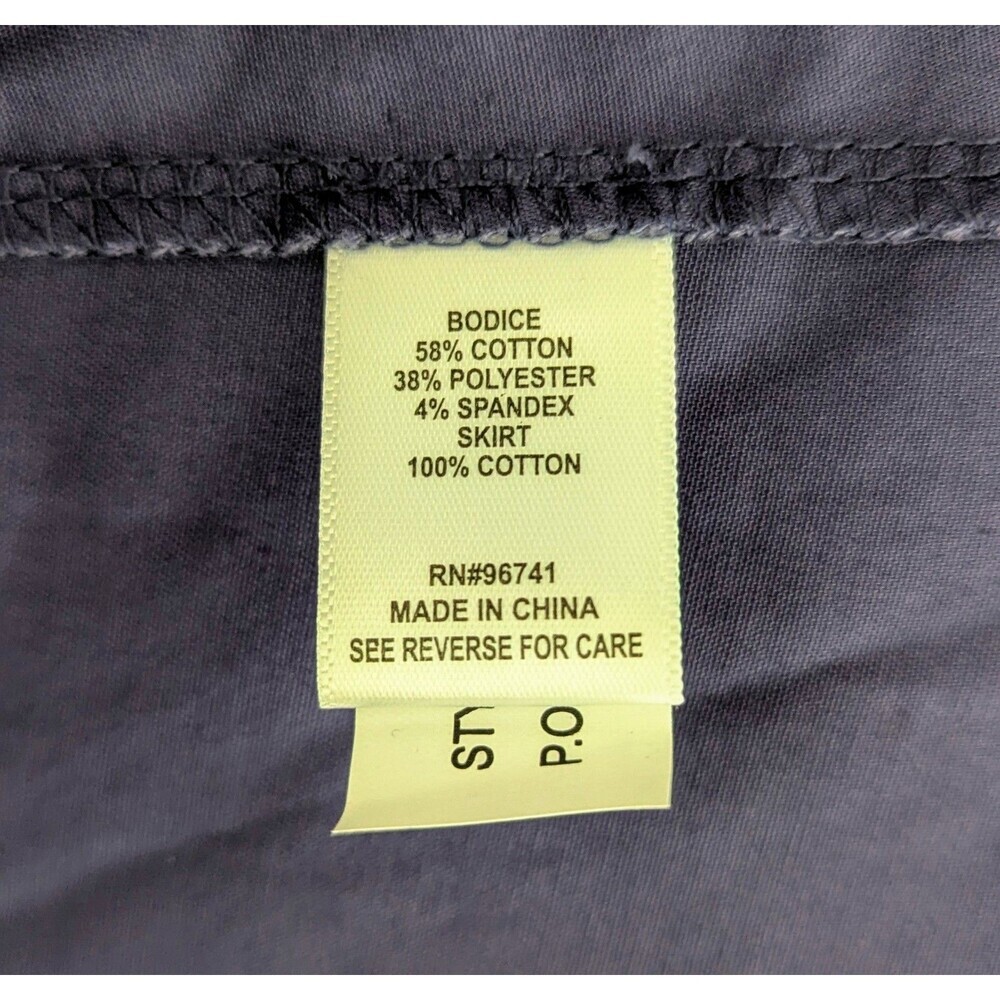 BODICE
58% COTTON
38% POLYESTER
4% SPANDEX
SKIRT
100% COTTON
RN#96741
MADE IN CHINA
SEE REVERSE FOR CARE
STY
P.O